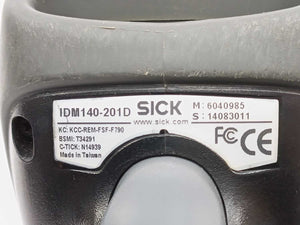 IDM140-201D SICK M: 6040985
www.sick.com S: 14083011
KC: KCC-REM-FSF-F790
BSMI: T34291
C-TICK: N14939
Made in Taiwan
FC CE